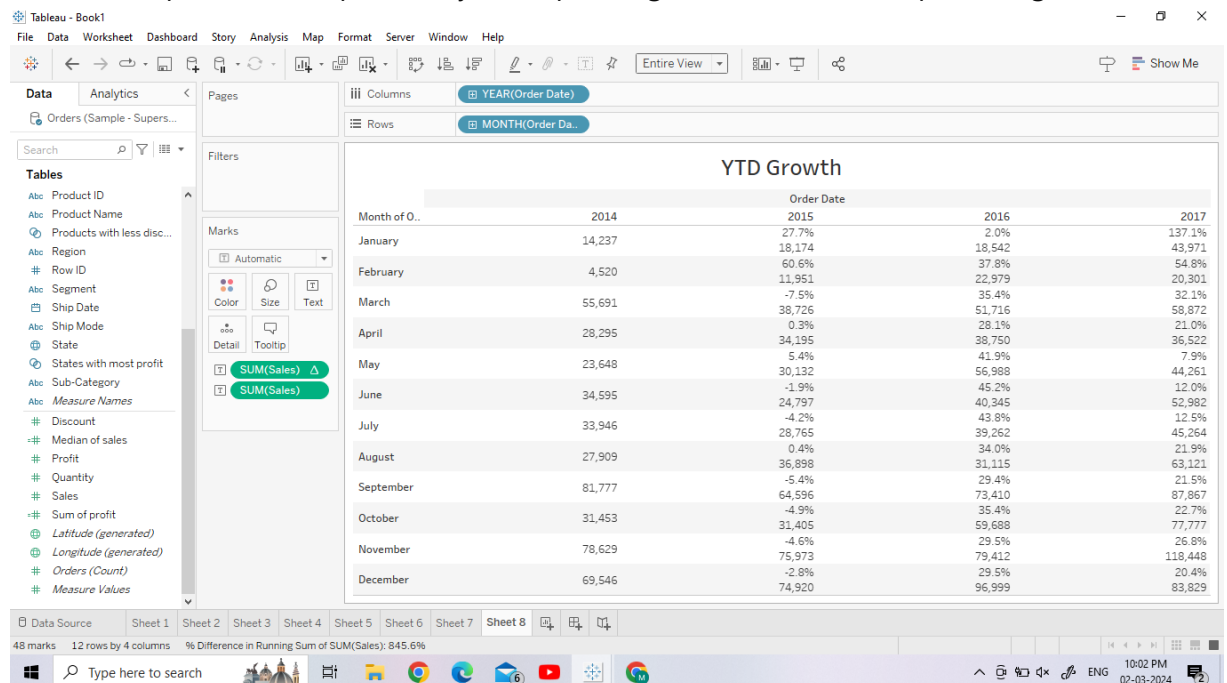 Tableau - Book1
File Data Worksheet Dashboard Story Analysis Map Format Server Window Help
Entire View
Show Me
Data Analytics
Orders (Sample - Supers...
Search
Tables
Abc Product ID
Abc Product Name
Products with less disc...
Abc Region
# Row ID
Abc Segment
Ship Date
Abc Ship Mode
State
States with most profit
Abc Sub-Category
Abc Measure Names
# Discount
=# Median of sales
# Profit
# Quantity
# Sales
=# Sum of profit
Latitude (generated)
Longitude (generated)
# Orders (Count)
# Measure Values
Pages
Filters
Marks
T Automatic
Color Size Text
Detail Tooltip
T SUM(Sales) Δ
T SUM(Sales)
iii Columns YEAR(Order Date)
Rows MONTH(Order Da..
YTD Growth
Order Date
Month of O.. 2014 2015 2016 2017
27.7% 2.0% 137.1%
January 14,237
18,174 18,542 43,971
60.6% 37.8% 54.8%
February 4,520
11,951 22,979 20,301
-7.5% 35.4% 32.1%
March 55,691
38,726 51,716 58,872
0.3% 28.1% 21.0%
April 28,295
34,195 38,750 36,522
5.4% 41.9% 7.9%
May 23,648
30,132 56,988 44,261
-1.9% 45.2% 12.0%
June 34,595
24,797 40,345 52,982
-4.2% 43.8% 12.5%
July 33,946
28,765 39,262 45,264
0.4% 34.0% 21.9%
August 27,909
36,898 31,115 63,121
-5.4% 29.4% 21.5%
September 81,777
64,596 73,410 87,867
-4.9% 35.4% 22.7%
October 31,453
31,405 59,688 77,777
-4.6% 29.5% 26.8%
November 78,629
75,973 79,412 118,448
-2.8% 29.5% 20.4%
December 69,546
74,920 96,999 83,829
Data Source Sheet 1 Sheet 2 Sheet 3 Sheet 4 Sheet 5 Sheet 6 Sheet 7 Sheet 8
48 marks 12 rows by 4 columns % Difference in Running Sum of SUM(Sales): 845.6%
Type here to search
6
ENG
10:02 PM
02-03-2024
2